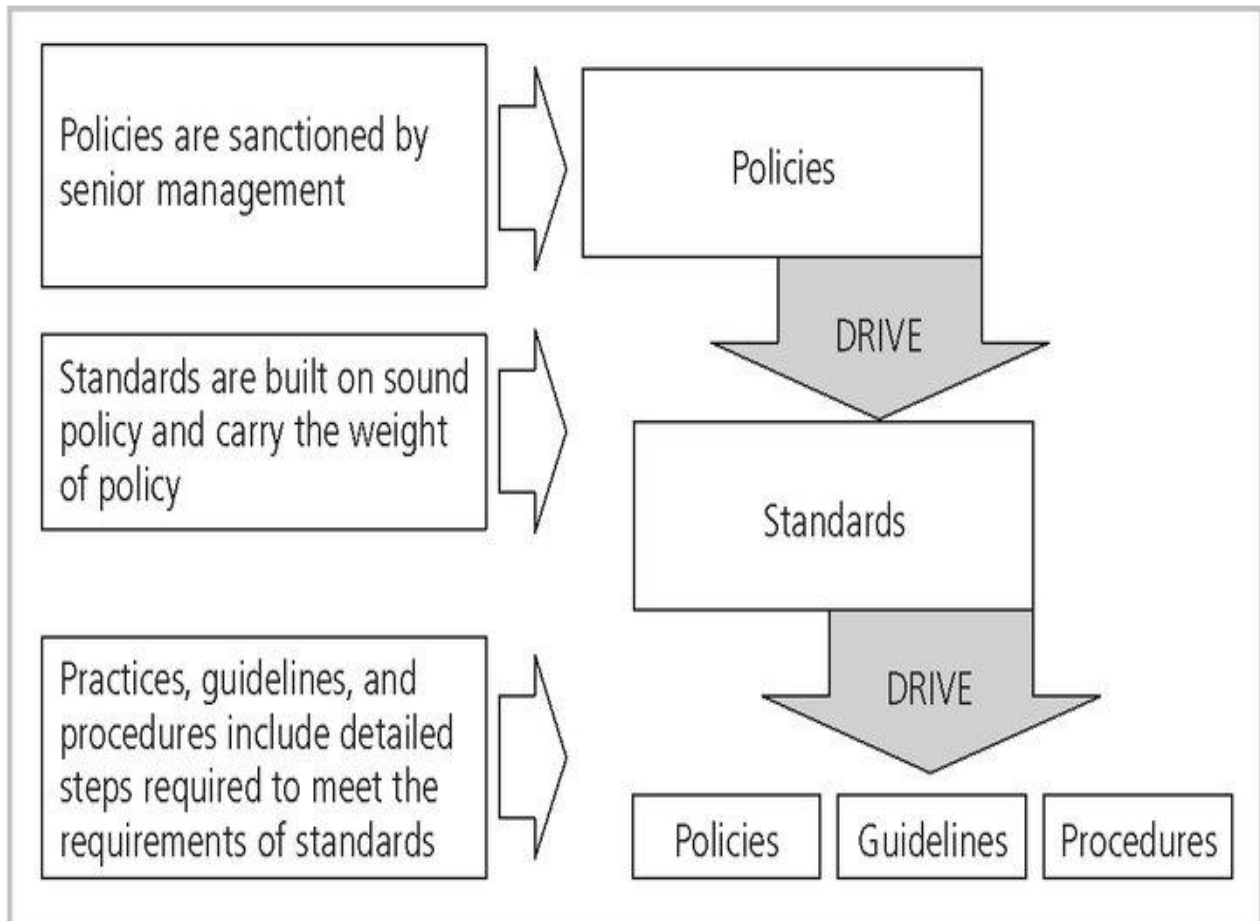 Policies are sanctioned by
senior management
Policies
DRIVE
Standards are built on sound
policy and carry the weight
of policy
Standards
DRIVE
Practices, guidelines, and
procedures include detailed
steps required to meet the
requirements of standards
Policies
Guidelines
Procedures